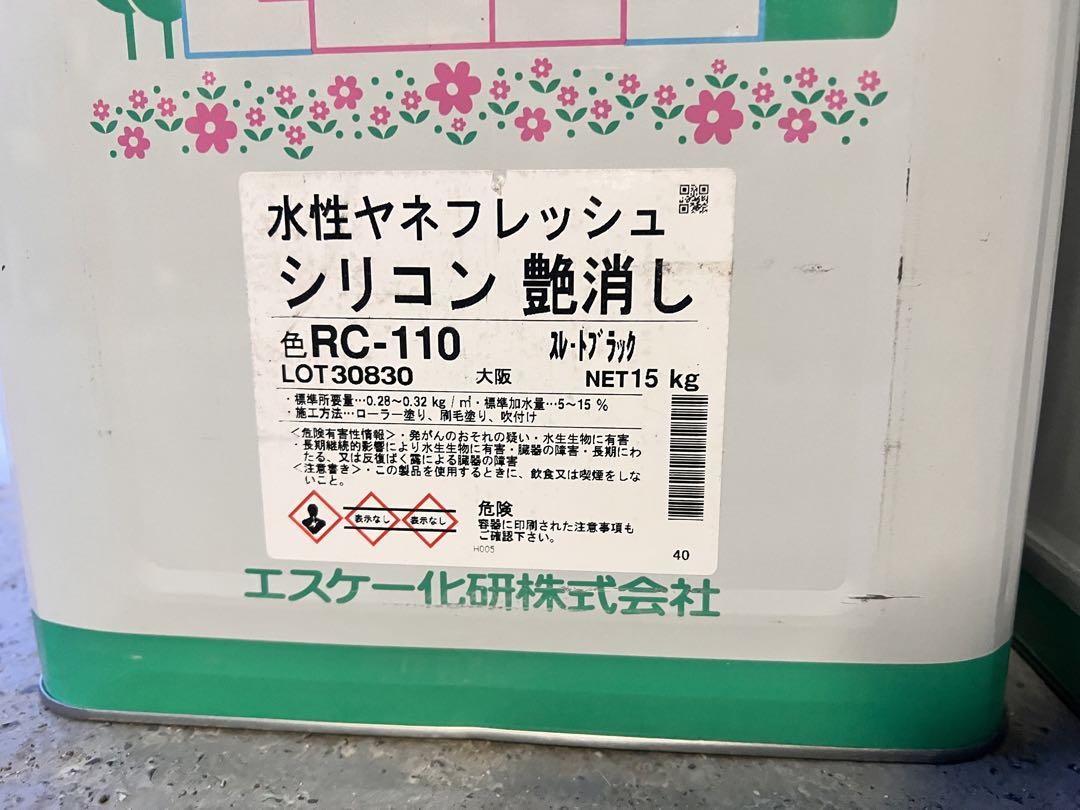 水性ヤネフレッシュ
シリコン 艶消し
色RC-110 スレートブラック
LOT30830 大阪 NET15 kg
・標準所要量…0.28~0.32 kg/㎡・標準加水量…5~15 %
・施工方法…ローラー塗り、刷毛塗り、吹付け
<危険有害性情報>・発がんのおそれの疑い・水生生物に有害
・長期継続的影響により水生生物に有害・臓器の障害・長期にわ
たる、又は反復ばく露による臓器の障害
<注意書き>・この製品を使用するときに、飲食又は喫煙をしな
いこと。
表示なし 表示なし
危険
容器に印刷された注意事項も
ご確認下さい。
H005
40
エスケー化研株式会社